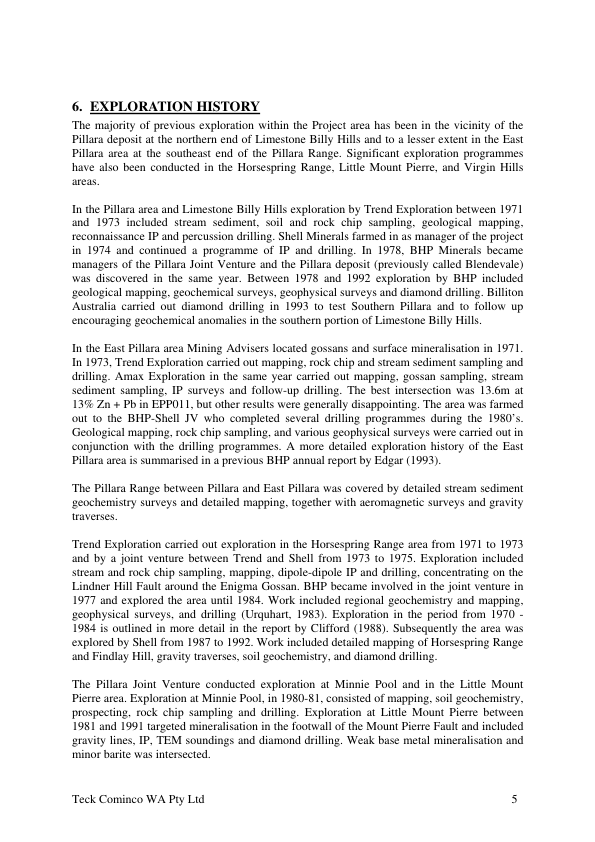 6. EXPLORATION HISTORY
The majority of previous exploration within the Project area has been in the vicinity of the
Pillara deposit at the northern end of Limestone Billy Hills and to a lesser extent in the East
Pillara area at the southeast end of the Pillara Range. Significant exploration programmes
have also been conducted in the Horsespring Range, Little Mount Pierre, and Virgin Hills
areas.
In the Pillara area and Limestone Billy Hills exploration by Trend Exploration between 1971
and 1973 included stream sediment, soil and rock chip sampling, geological mapping,
reconnaissance IP and percussion drilling. Shell Minerals farmed in as manager of the project
in 1974 and continued a programme of IP and drilling. In 1978, BHP Minerals became
managers of the Pillara Joint Venture and the Pillara deposit (previously called Blendevale)
was discovered in the same year. Between 1978 and 1992 exploration by BHP included
geological mapping, geochemical surveys, geophysical surveys and diamond drilling. Billiton
Australia carried out diamond drilling in 1993 to test Southern Pillara and to follow up
encouraging geochemical anomalies in the southern portion of Limestone Billy Hills.
In the East Pillara area Mining Advisers located gossans and surface mineralisation in 1971.
In 1973, Trend Exploration carried out mapping, rock chip and stream sediment sampling and
drilling. Amax Exploration in the same year carried out mapping, gossan sampling, stream
sediment sampling, IP surveys and follow-up drilling. The best intersection was 13.6m at
13% Zn + Pb in EPP011, but other results were generally disappointing. The area was farmed
out to the BHP-Shell JV who completed several drilling programmes during the 1980's.
Geological mapping, rock chip sampling, and various geophysical surveys were carried out in
conjunction with the drilling programmes. A more detailed exploration history of the East
Pillara area is summarised in a previous BHP annual report by Edgar (1993).
The Pillara Range between Pillara and East Pillara was covered by detailed stream sediment
geochemistry surveys and detailed mapping, together with aeromagnetic surveys and gravity
traverses.
Trend Exploration carried out exploration in the Horsespring Range area from 1971 to 1973
and by a joint venture between Trend and Shell from 1973 to 1975. Exploration included
stream and rock chip sampling, mapping, dipole-dipole IP and drilling, concentrating on the
Lindner Hill Fault around the Enigma Gossan. BHP became involved in the joint venture in
1977 and explored the area until 1984. Work included regional geochemistry and mapping,
geophysical surveys, and drilling (Urquhart, 1983). Exploration in the period from 1970 -
1984 is outlined in more detail in the report by Clifford (1988). Subsequently the area was
explored by Shell from 1987 to 1992. Work included detailed mapping of Horsespring Range
and Findlay Hill, gravity traverses, soil geochemistry, and diamond drilling.
The Pillara Joint Venture conducted exploration at Minnie Pool and in the Little Mount
Pierre area. Exploration at Minnie Pool, in 1980-81, consisted of mapping, soil geochemistry,
prospecting, rock chip sampling and drilling. Exploration at Little Mount Pierre between
1981 and 1991 targeted mineralisation in the footwall of the Mount Pierre Fault and included
gravity lines, IP, TEM soundings and diamond drilling. Weak base metal mineralisation and
minor barite was intersected.
Teck Cominco WA Pty Ltd 5